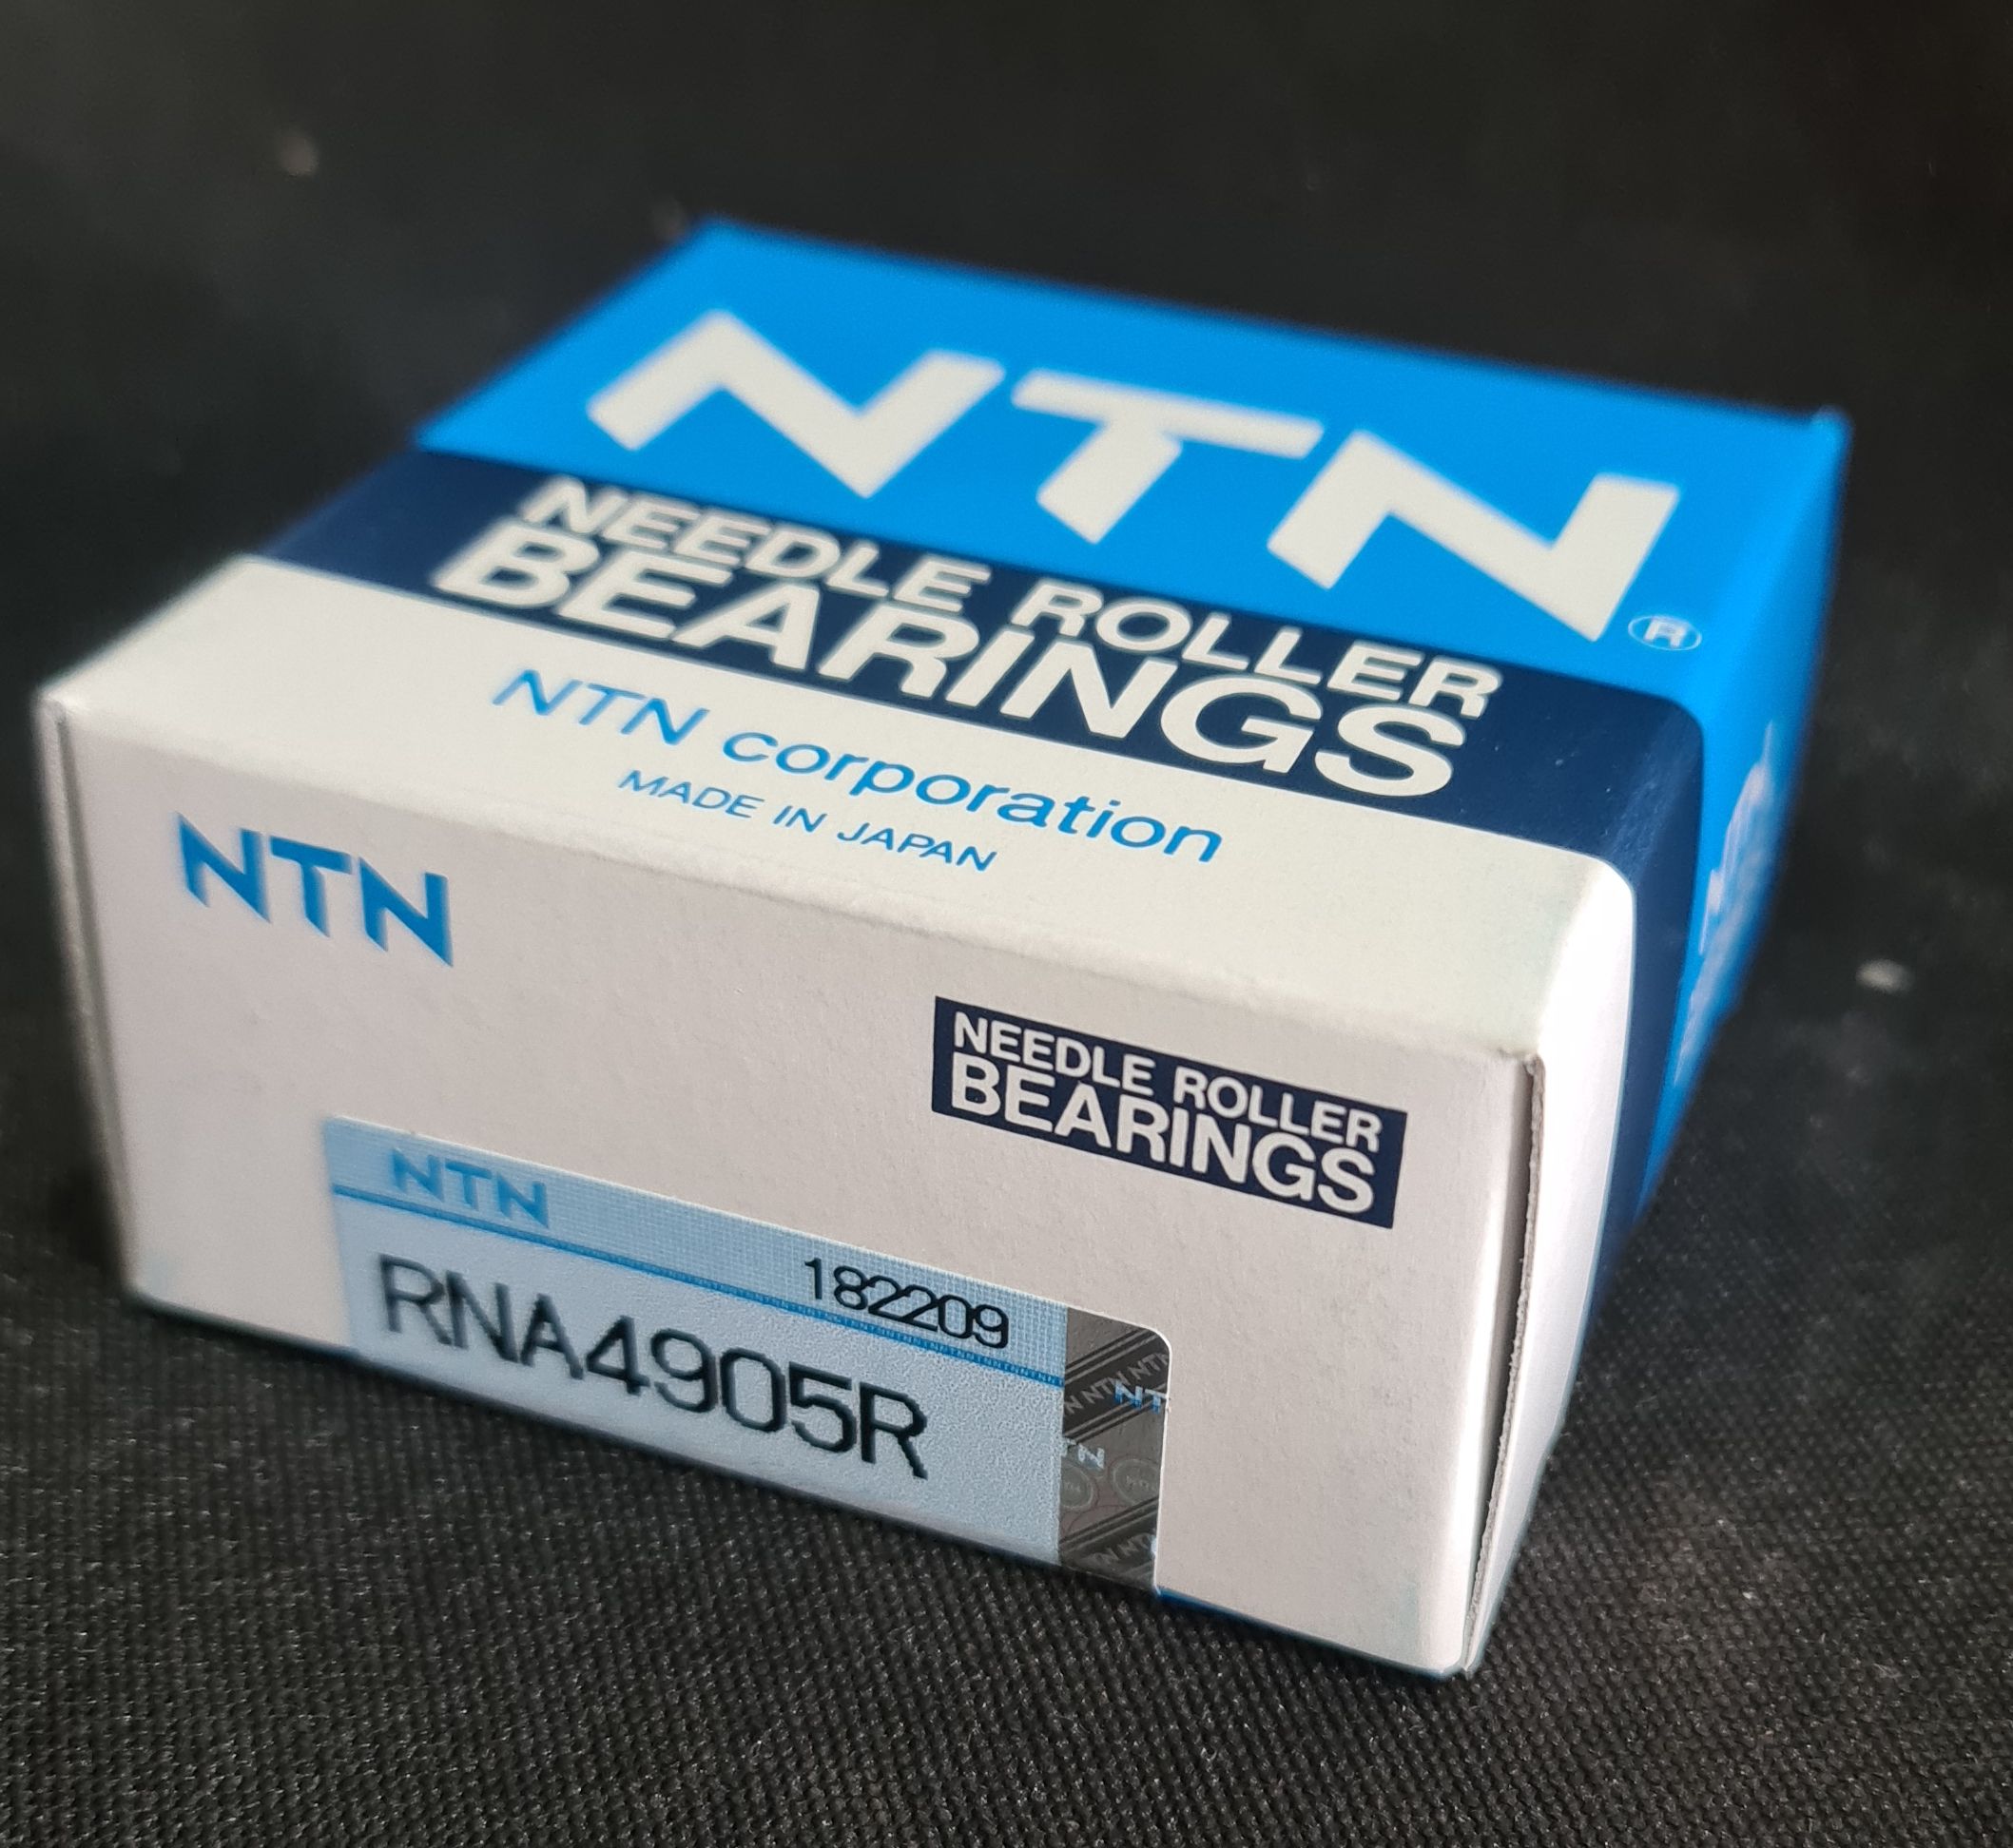 NTN
®
NEEDLE ROLLER
BEARINGS
NTN corporation
MADE IN JAPAN
NTN
NEEDLE ROLLER
BEARINGS
NTN
182209
RNA4905R